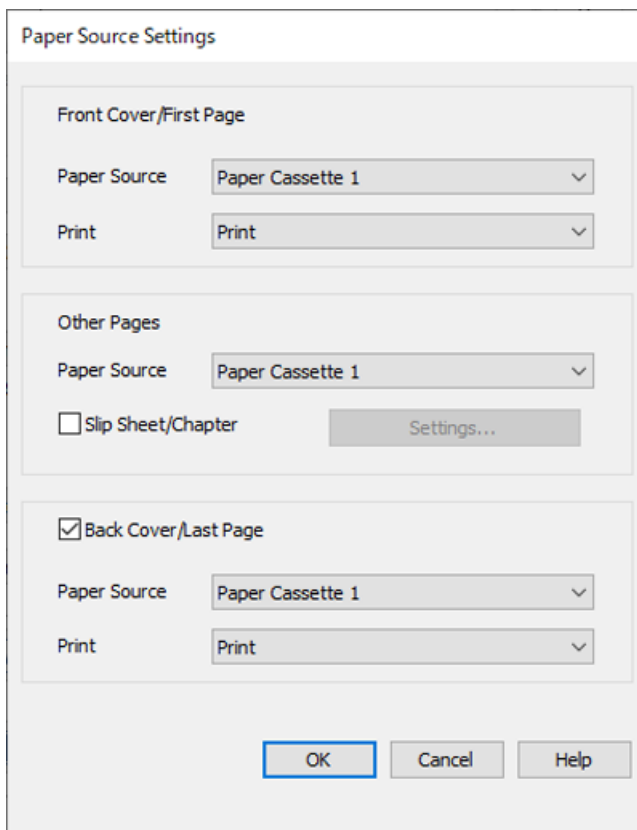 Paper Source Settings
Front Cover/First Page
Paper Source Paper Cassette 1
Print Print
Other Pages
Paper Source Paper Cassette 1
Slip Sheet/Chapter Settings...
Back Cover/Last Page
Paper Source Paper Cassette 1
Print Print
OK Cancel Help